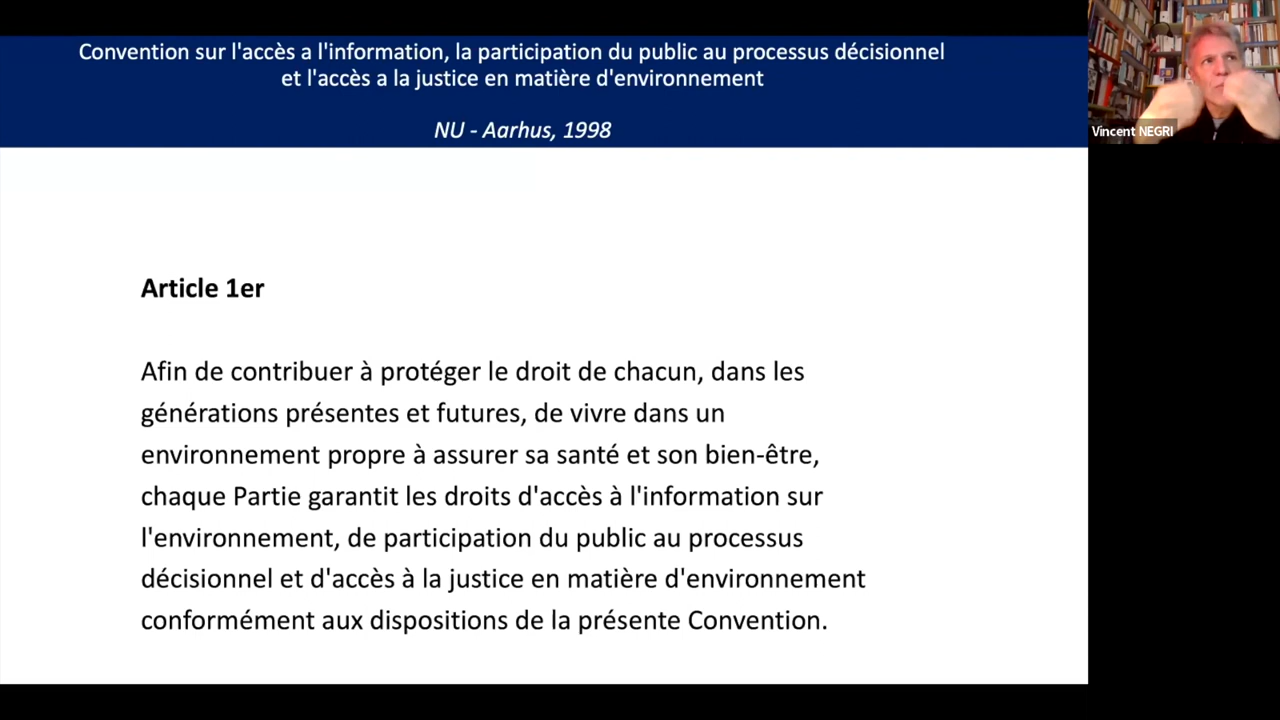 Convention sur l'accès a l'information, la participation du public au processus décisionnel
et l'accès a la justice en matière d'environnement
NU - Aarhus, 1998
Vincent NEGRI
Article 1er
Afin de contribuer à protéger le droit de chacun, dans les
générations présentes et futures, de vivre dans un
environnement propre à assurer sa santé et son bien-être,
chaque Partie garantit les droits d'accès à l'information sur
l'environnement, de participation du public au processus
décisionnel et d'accès à la justice en matière d'environnement
conformément aux dispositions de la présente Convention.